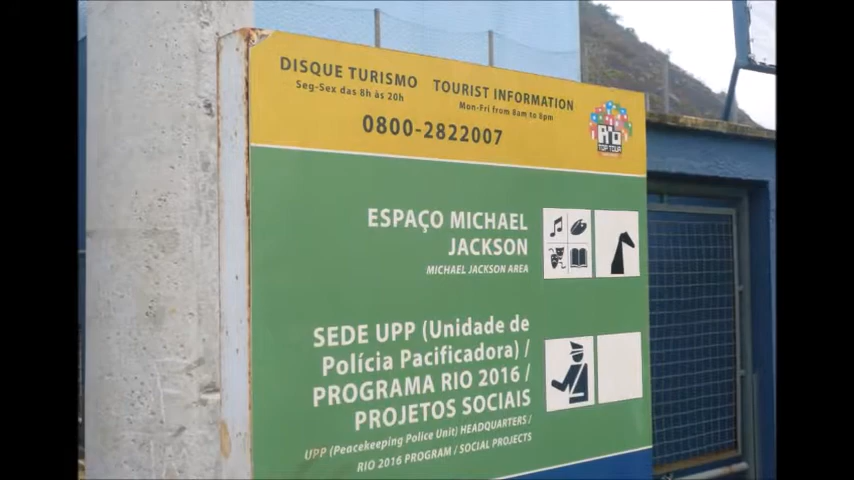 DISQUE TURISMO
Seg-Sex das 8h às 20h
TOURIST INFORMATION
Mon-Fri from 8am to 8pm
0800-2822007
RIO
TOP TOUR
ESPAÇO MICHAEL
JACKSON
MICHAEL JACKSON AREA
SEDE UPP (Unidade de
Polícia Pacificadora) /
PROGRAMA RIO 2016 /
PROJETOS SOCIAIS
UPP (Peacekeeping Police Unit) HEADQUARTERS /
RIO 2016 PROGRAM / SOCIAL PROJECTS